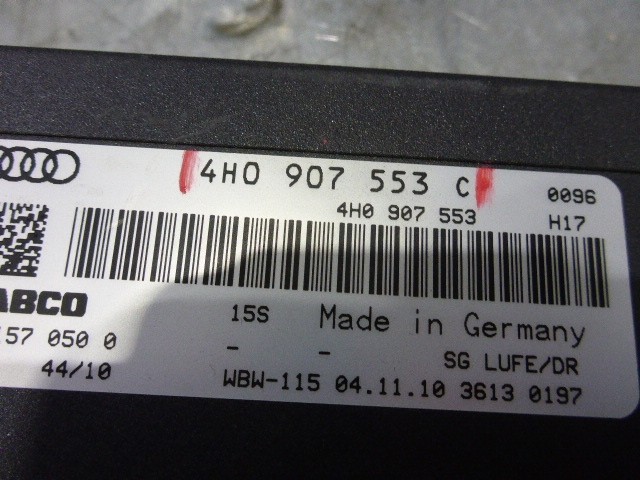 4H0 907 553 C 0096
4H0 907 553 H17
ABCO
57 050 0 15S Made in Germany
- - SG LUFE/DR
44/10 WBW-115 04.11.10 3613 0197